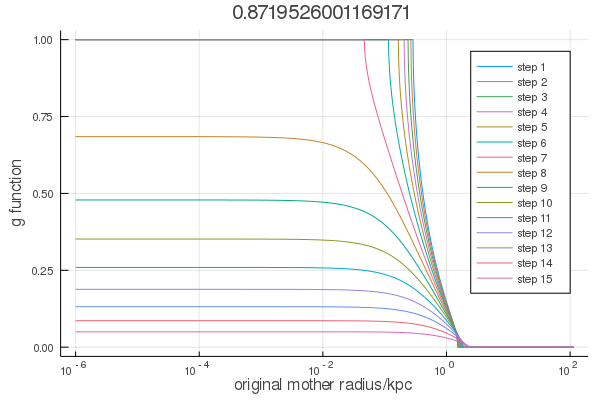 0.8719526001169171
1.00
0.75
0.50
0.25
0.00
g function
10^-6
10^-4
10^-2
10^0
10^2
original mother radius/kpc
step 1
step 2
step 3
step 4
step 5
step 6
step 7
step 8
step 9
step 10
step 11
step 12
step 13
step 14
step 15